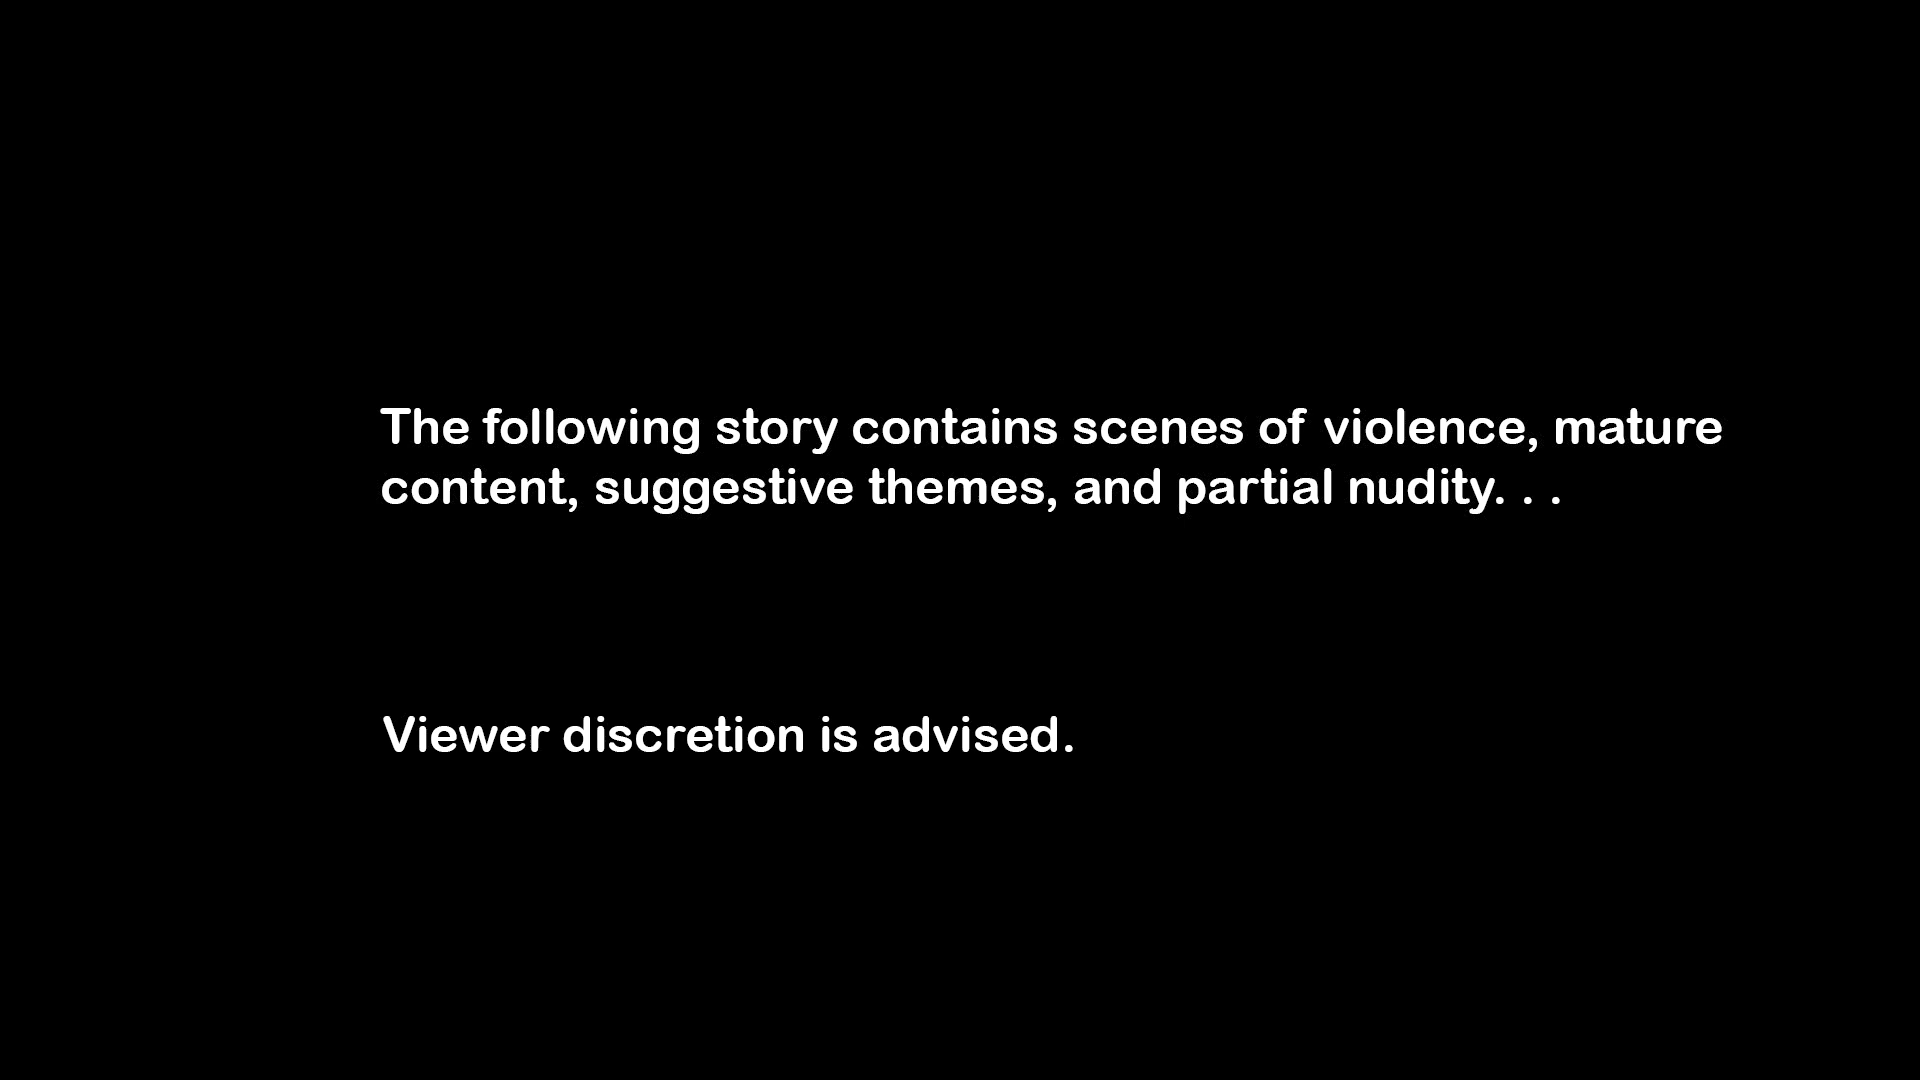 The following story contains scenes of violence, mature
content, suggestive themes, and partial nudity. . .
Viewer discretion is advised.